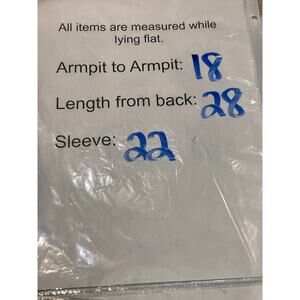 All items are measured while
lying flat.
Armpit to Armpit: 18
Length from back: 28
Sleeve: 22